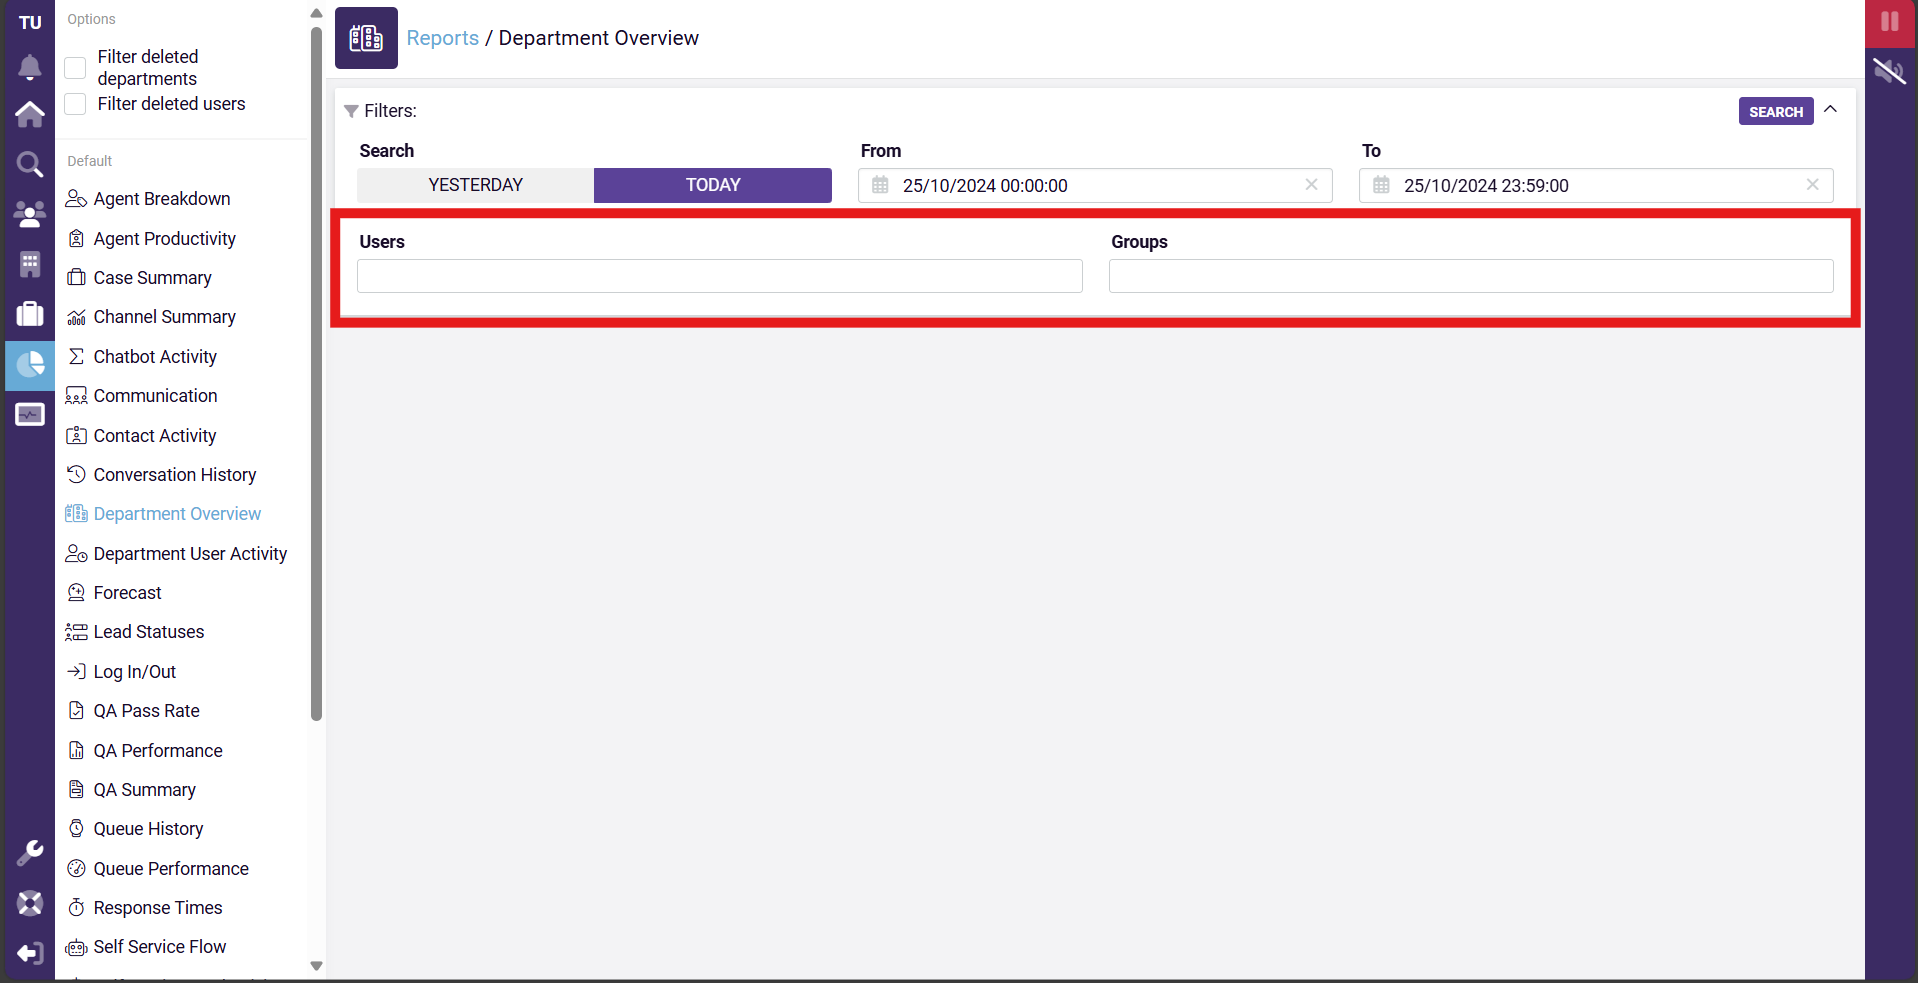 TU
Options
Filter deleted
departments
Filter deleted users
Default
Agent Breakdown
Agent Productivity
Case Summary
Channel Summary
Chatbot Activity
Communication
Contact Activity
Conversation History
Department Overview
Department User Activity
Forecast
Lead Statuses
Log In/Out
QA Pass Rate
QA Performance
QA Summary
Queue History
Queue Performance
Response Times
Self Service Flow
Reports / Department Overview
Filters:
SEARCH
Search
From
To
YESTERDAY
TODAY
25/10/2024 00:00:00
25/10/2024 23:59:00
Users
Groups